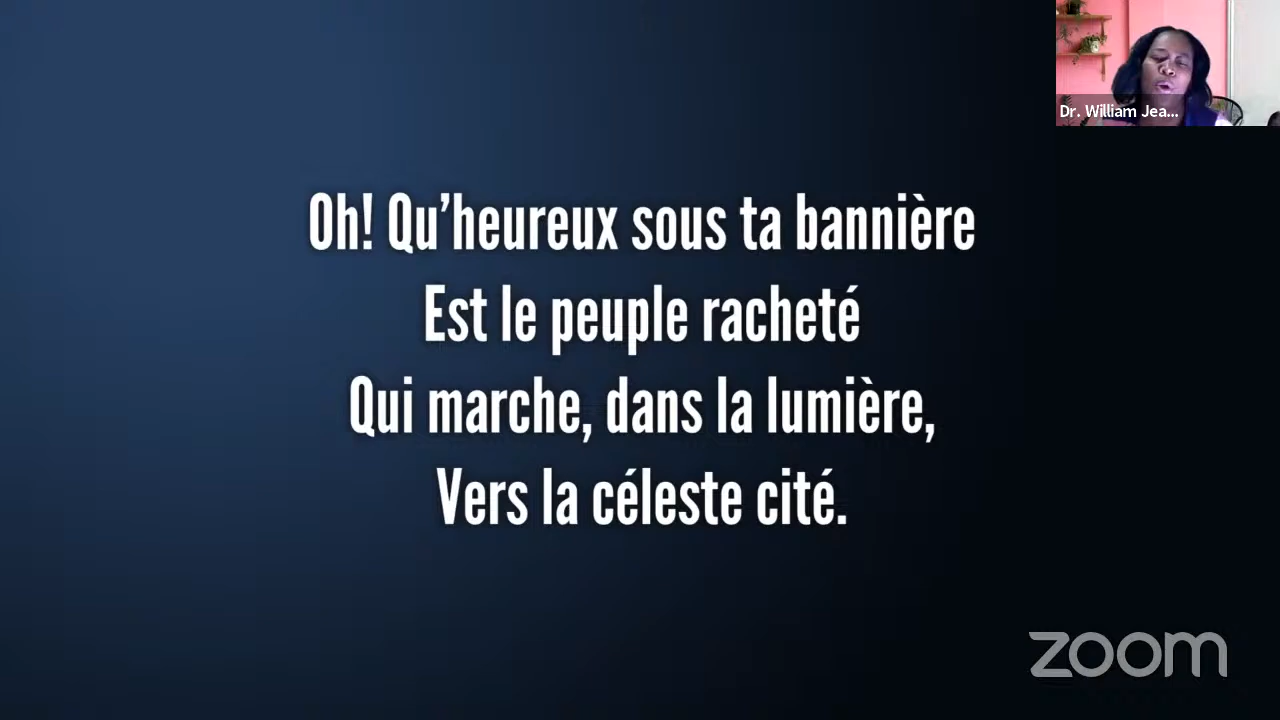 Dr. William Jea...
Oh! Qu’heureux sous ta bannière
Est le peuple racheté
Qui marche, dans la lumière,
Vers la céleste cité.
zoom